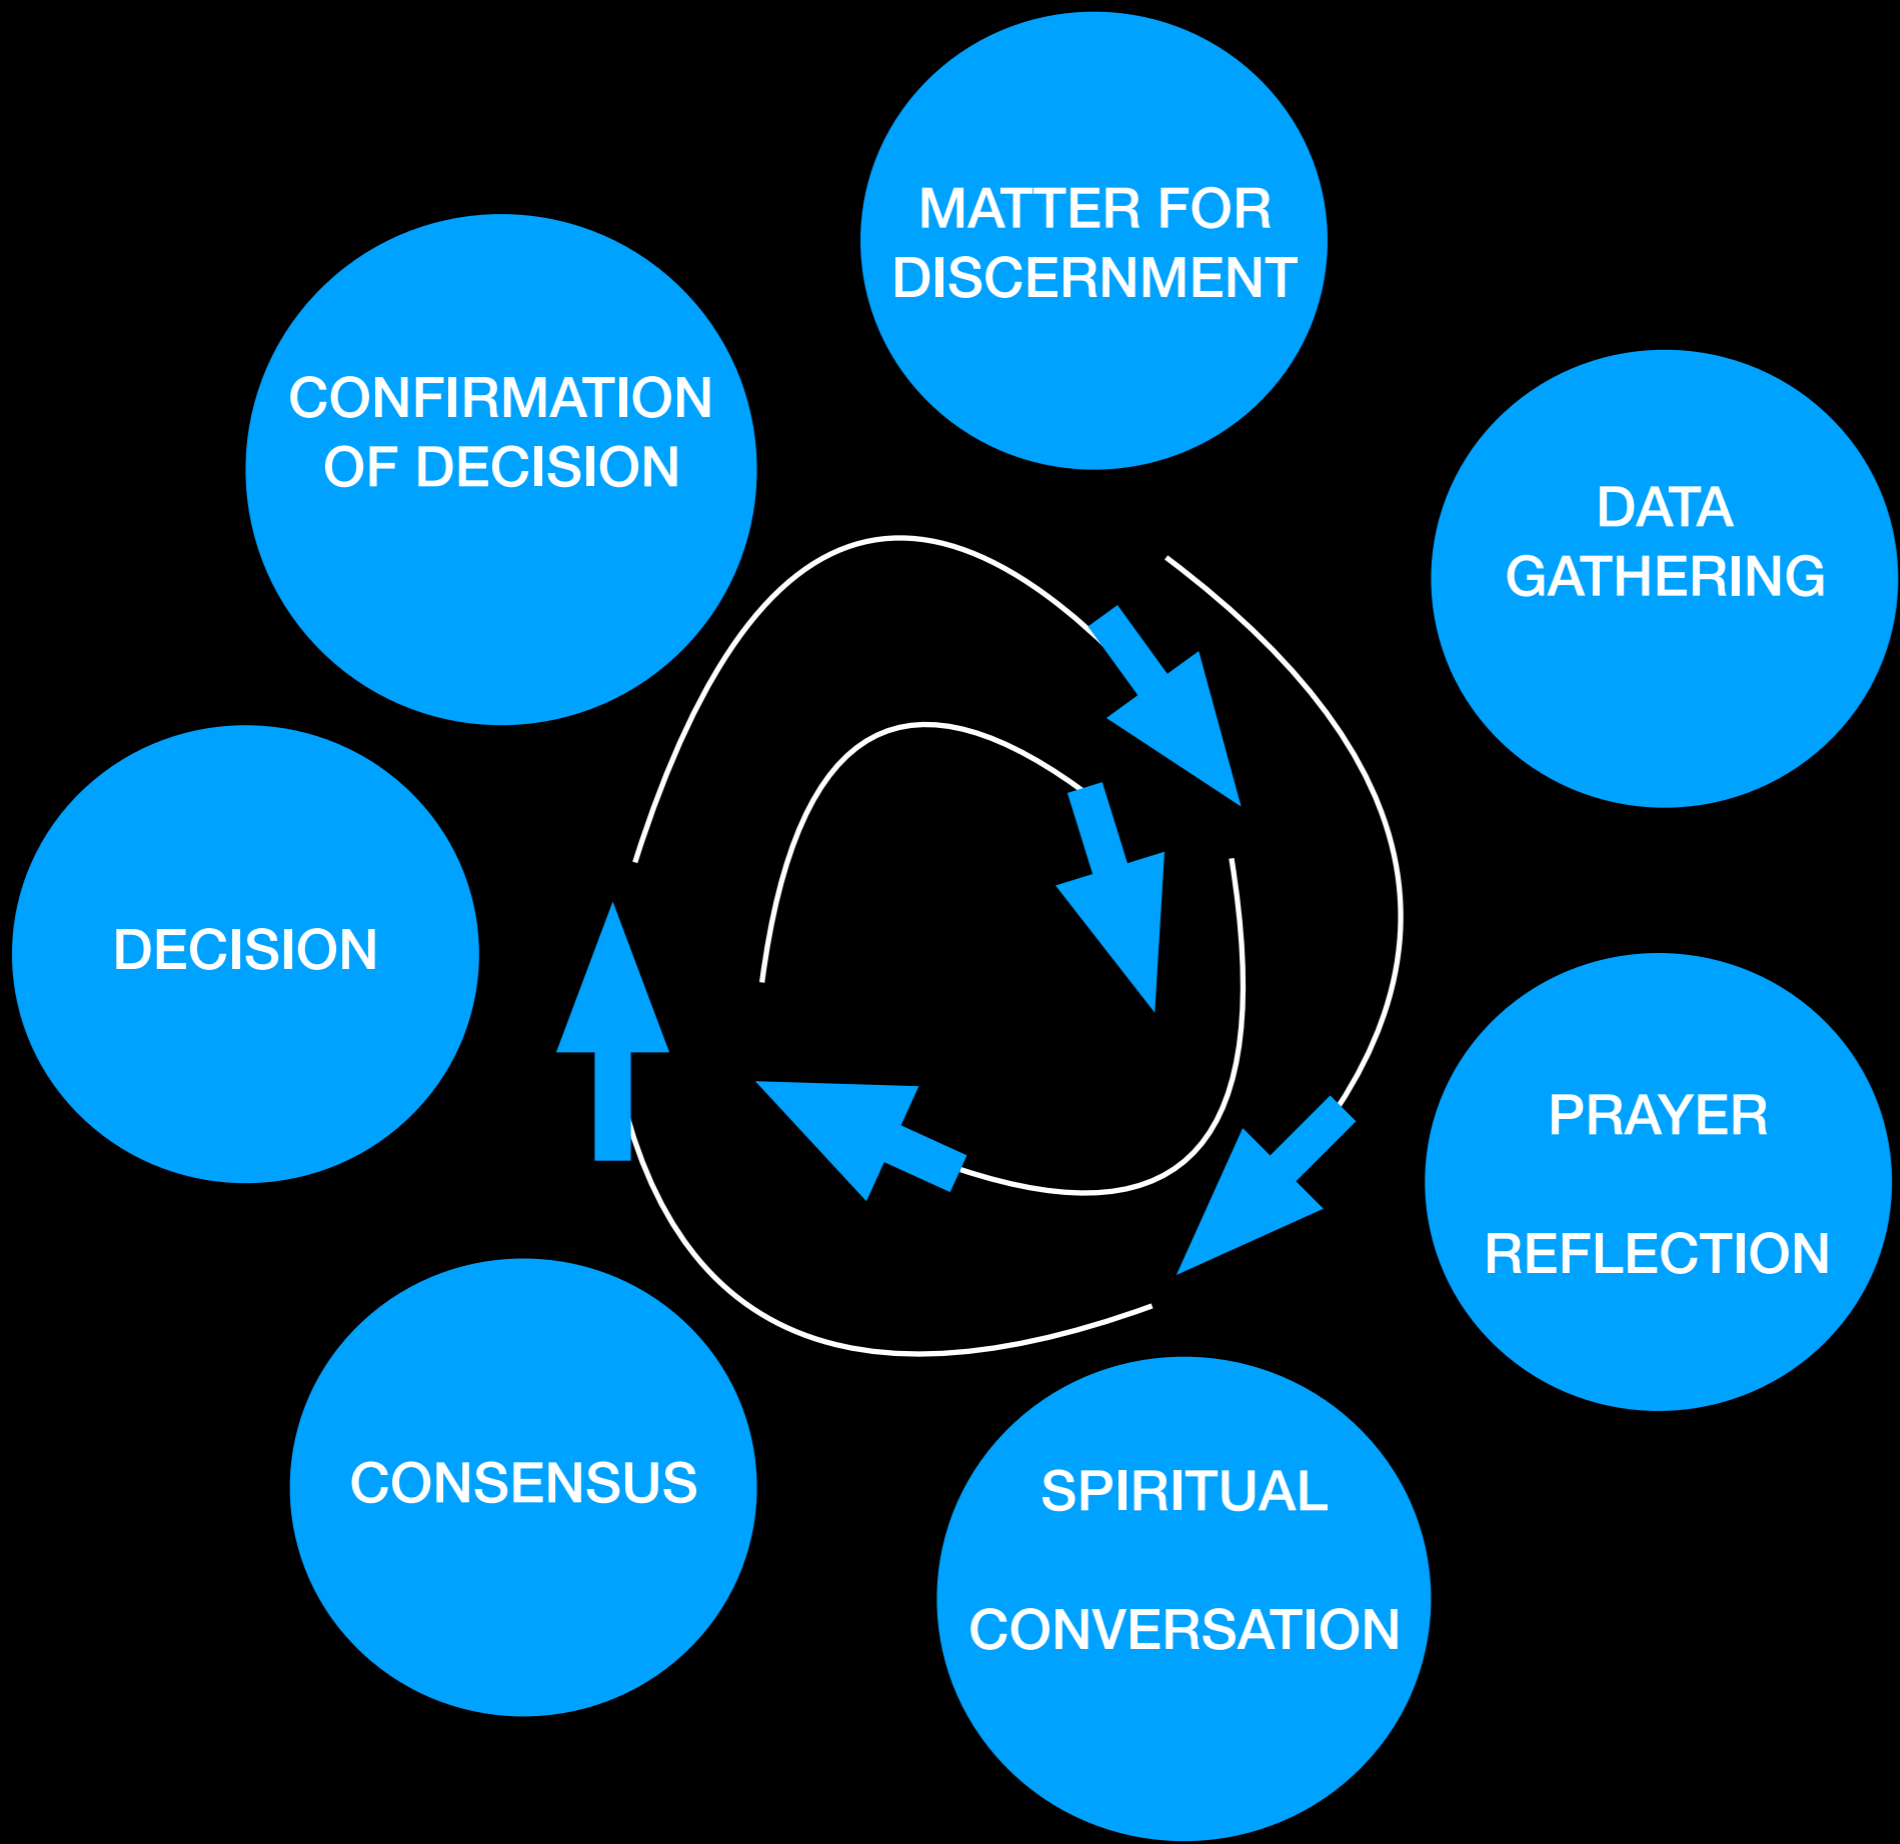 MATTER FOR
DISCERNMENT
DATA
GATHERING
PRAYER
REFLECTION
SPIRITUAL
CONVERSATION
CONSENSUS
DECISION
CONFIRMATION
OF DECISION